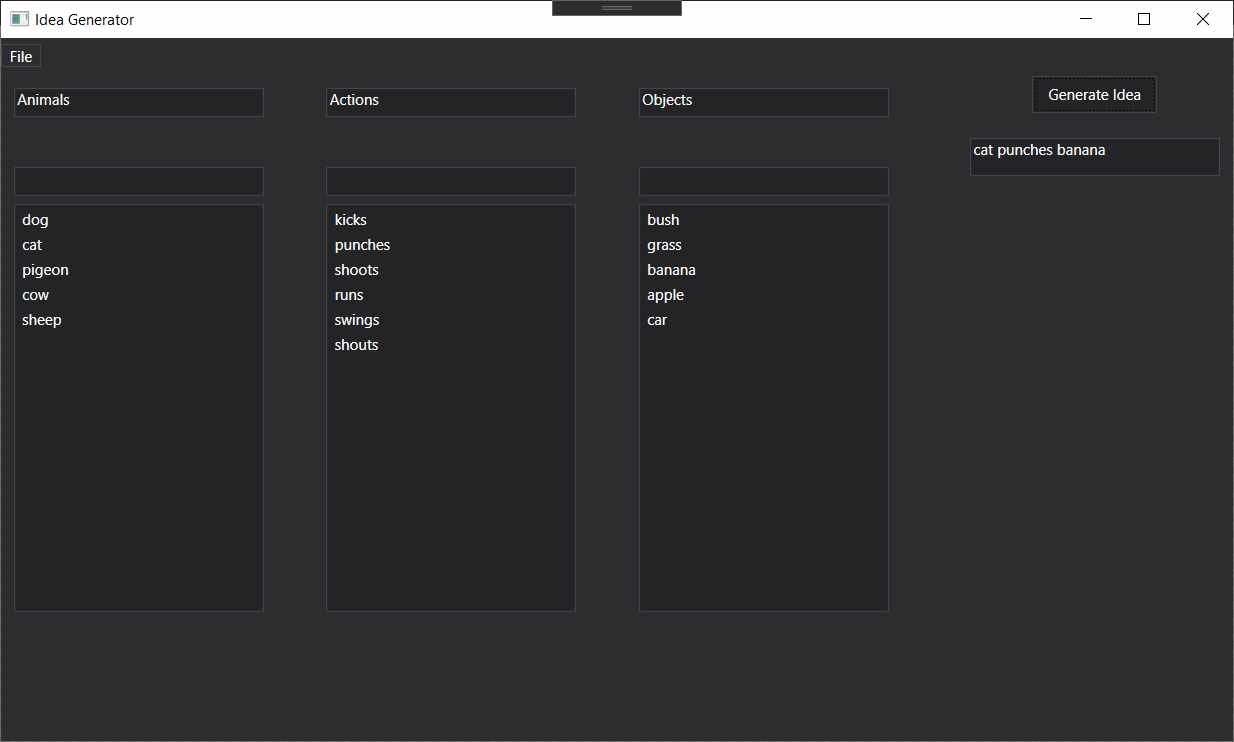 Idea Generator
File
Animals
Actions
Objects
Generate Idea
cat punches banana
dog
cat
pigeon
cow
sheep
kicks
punches
shoots
runs
swings
shouts
bush
grass
banana
apple
car